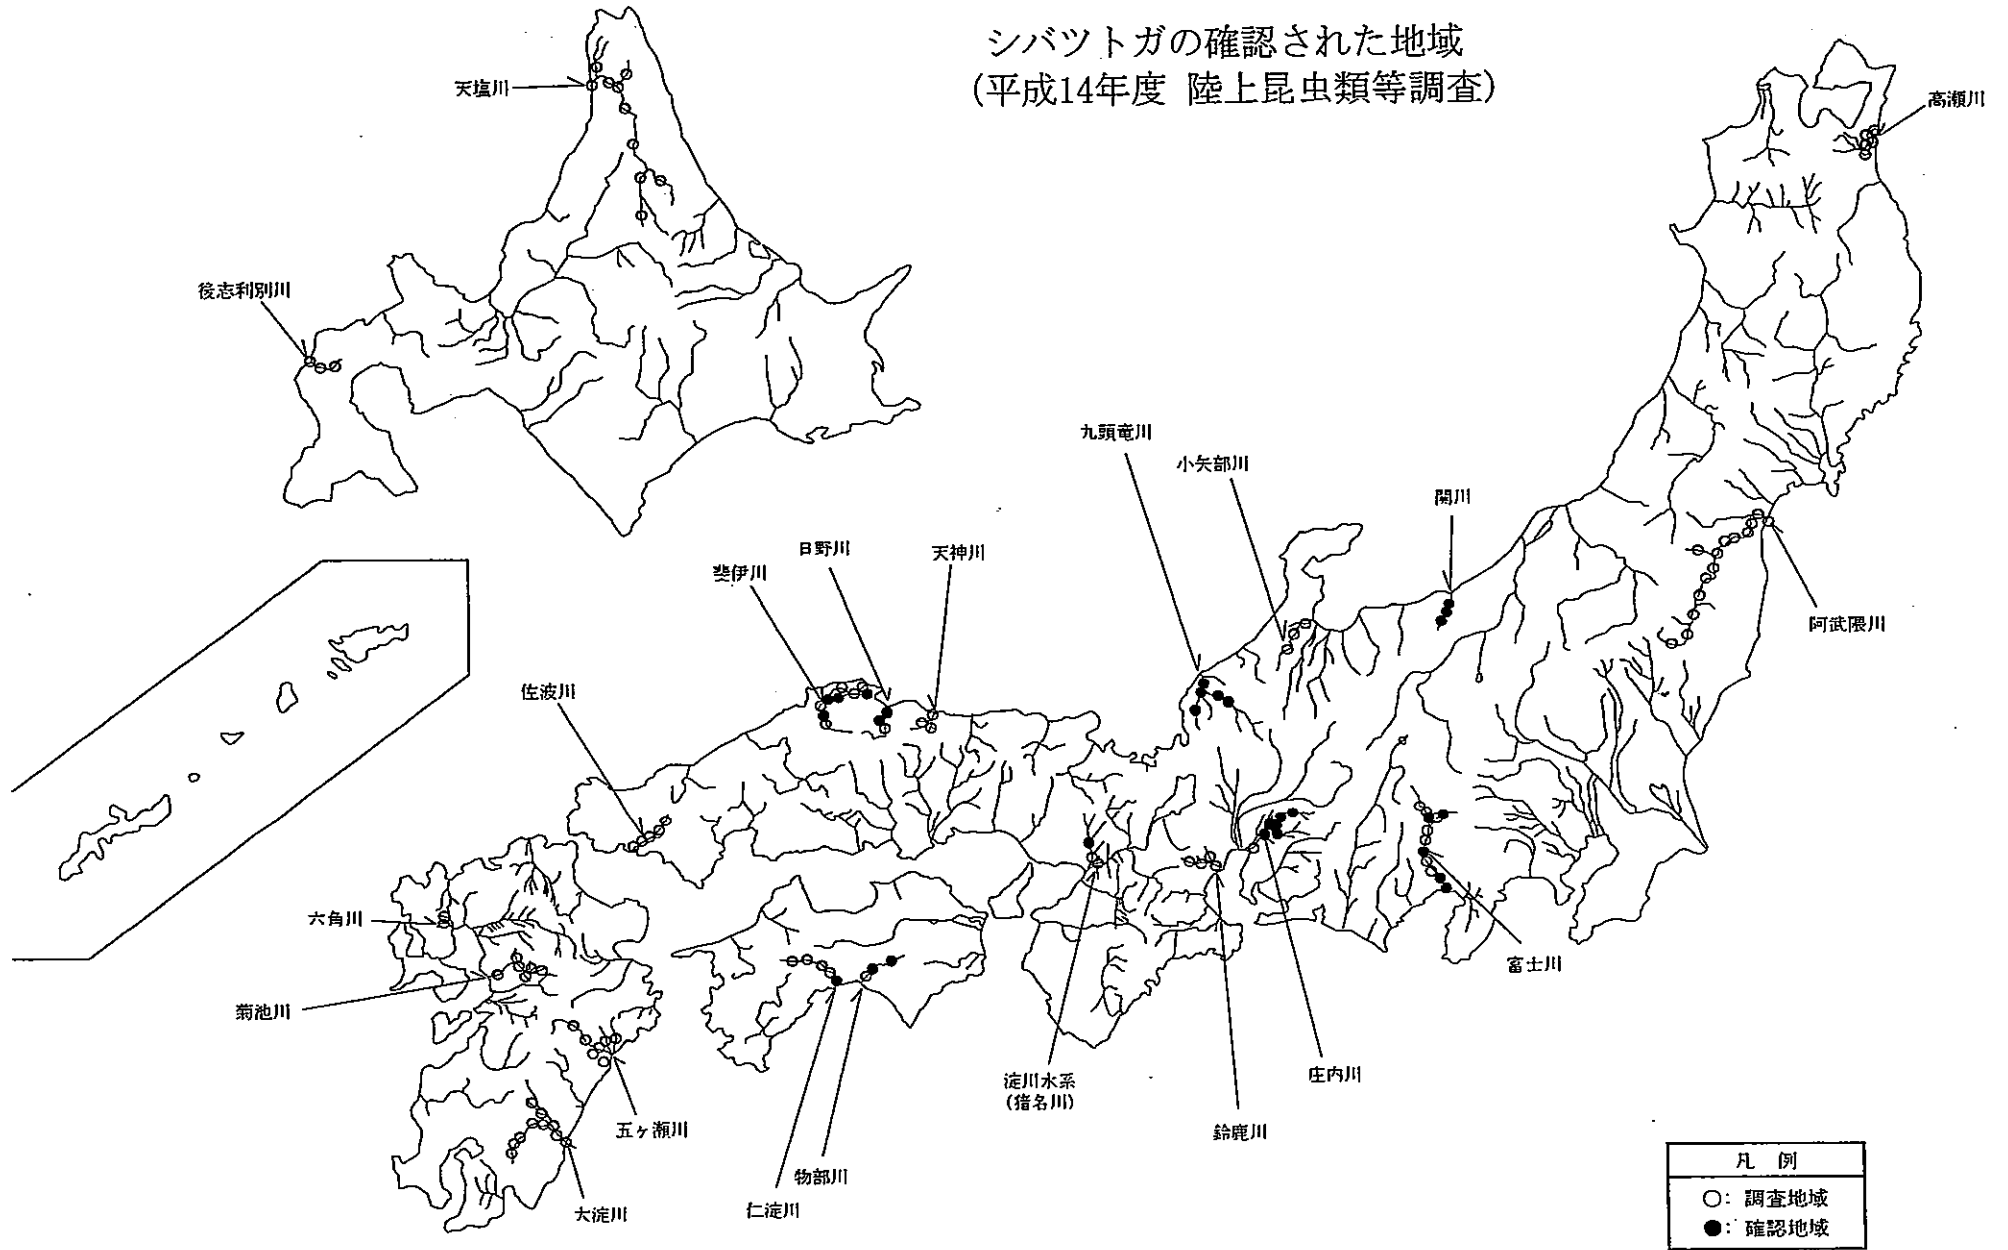 シバツトガの確認された地域
(平成14年度 陸上昆虫類等調査)
天塩川
高瀬川
後志利別川
九頭竜川
小矢部川
関川
日野川
天神川
斐伊川
阿武隈川
佐波川
六角川
富士川
菊池川
庄内川
淀川水系
(猪名川)
鈴鹿川
五ヶ瀬川
物部川
仁淀川
大淀川
凡 例
○: 調査地域
●: 確認地域